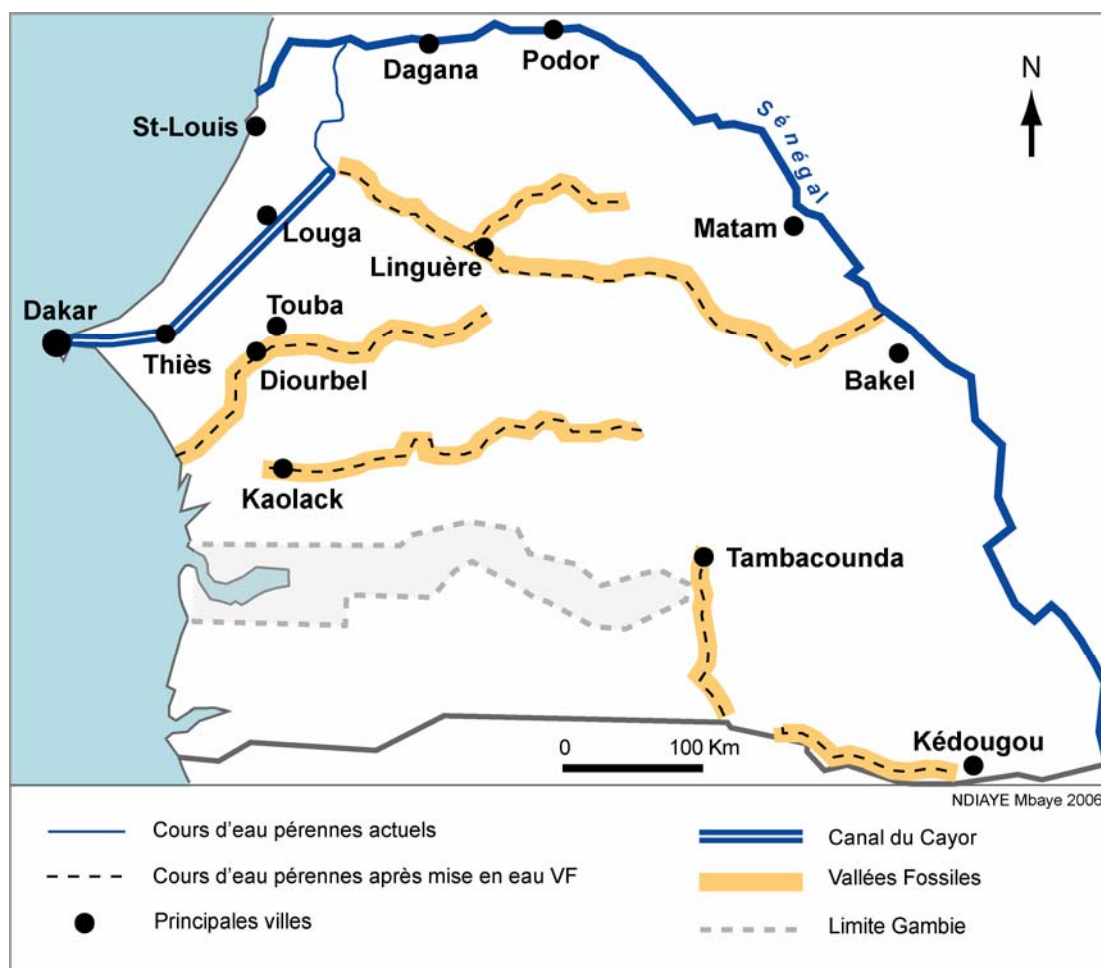 Dagana
Podor
N
Sénégal
St-Louis
Louga
Matam
Linguère
Dakar
Touba
Thiès
Diourbel
Bakel
Kaolack
Tambacounda
0 100 Km
Kédougou
NDIAYE Mbaye 2006
Cours d'eau pérennes actuels
Cours d'eau pérennes après mise en eau VF
Principales villes
Canal du Cayor
Vallées Fossiles
Limite Gambie